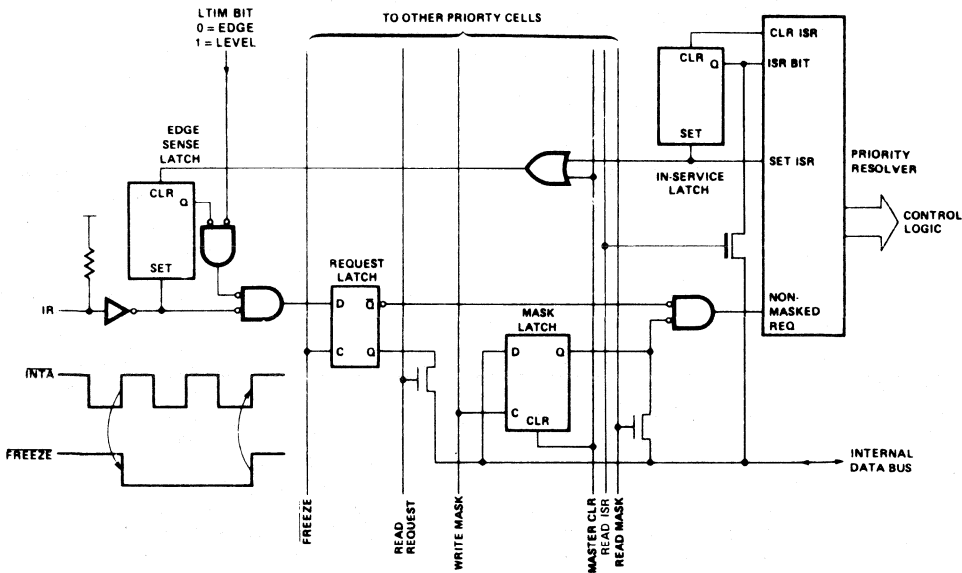 LTIM BIT
0 = EDGE
1 = LEVEL
TO OTHER PRIORTY CELLS
CLR ISR
CLR
Q
ISR BIT
SET
SET ISR
IN-SERVICE
LATCH
PRIORITY
RESOLVER
CONTROL
LOGIC
EDGE
SENSE
LATCH
CLR
Q
SET
IR
REQUEST
LATCH
D
Q
C
Q
MASK
LATCH
D
Q
C
CLR
NON-
MASKED
REQ
INTA
FREEZE
INTERNAL
DATA BUS
FREEZE
READ
REQUEST
WRITE MASK
MASTER CLR
READ ISR
READ MASK